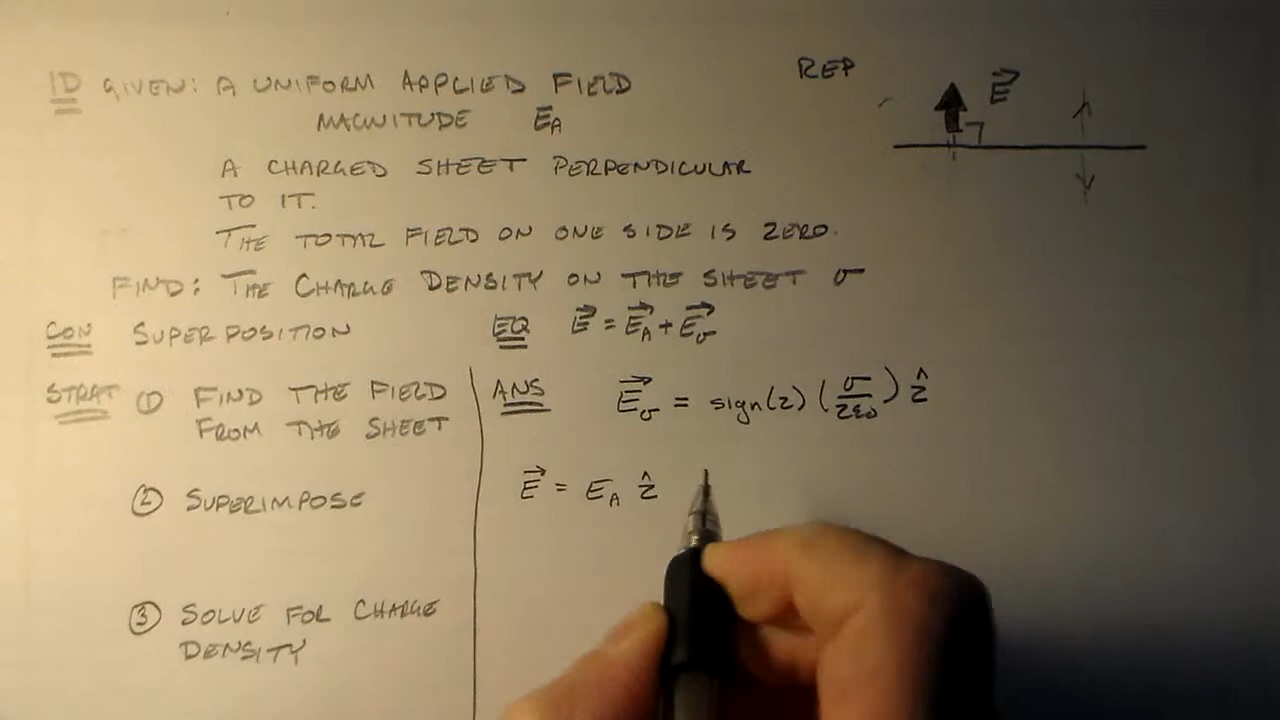 ID GIVEN: A UNIFORM APPLIED FIELD
MAGNITUDE E_A
A CHARGED SHEET PERPENDICULAR
TO IT.
THE TOTAL FIELD ON ONE SIDE IS ZERO.
FIND: THE CHARGE DENSITY ON THE SHEET σ
REP
E⃗
CON SUPERPOSITION
EQ E⃗ = E⃗_A + E⃗_σ
STRAT ① FIND THE FIELD
FROM THE SHEET
② SUPERIMPOSE
③ SOLVE FOR CHARGE
DENSITY
ANS E⃗_σ = sign(z) (σ/2ε₀) ẑ
E⃗ = E_A ẑ